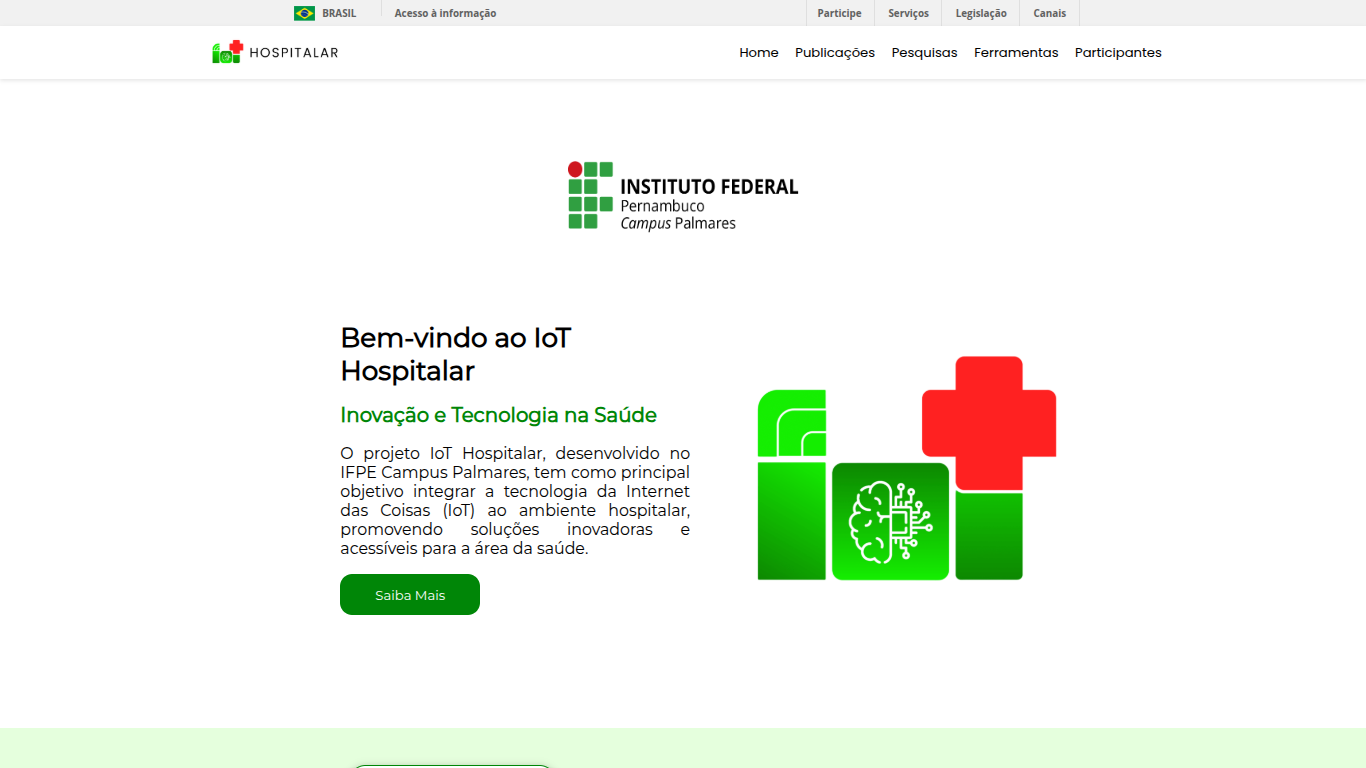 BRASIL Acesso à informação Participe Serviços Legislação Canais
HOSPITALAR Home Publicações Pesquisas Ferramentas Participantes
INSTITUTO FEDERAL
Pernambuco
Campus Palmares
Bem-vindo ao IoT
Hospitalar
Inovação e Tecnologia na Saúde
O projeto IoT Hospitalar, desenvolvido no
IFPE Campus Palmares, tem como principal
objetivo integrar a tecnologia da Internet
das Coisas (IoT) ao ambiente hospitalar,
promovendo soluções inovadoras e
acessíveis para a área da saúde.
Saiba Mais